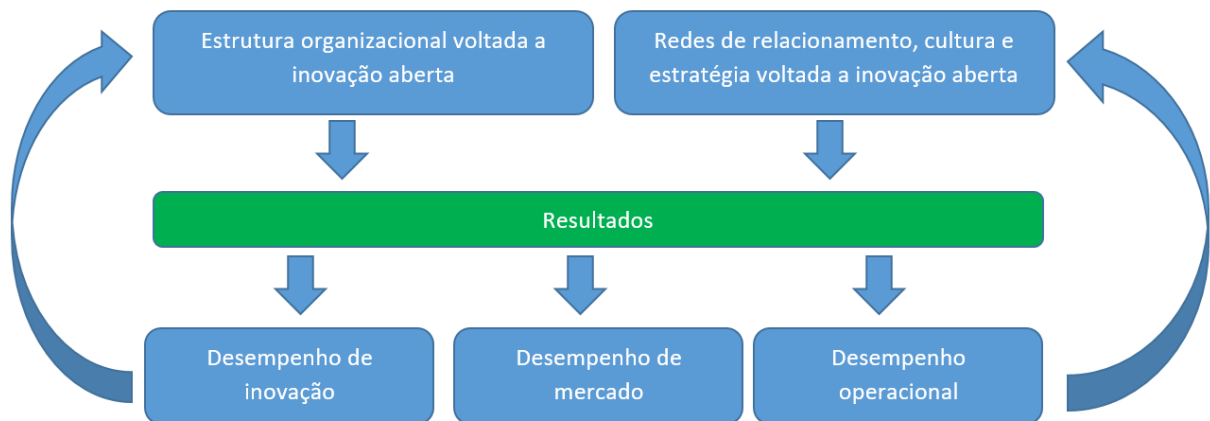 Estrutura organizacional voltada a
inovação aberta
Redes de relacionamento, cultura e
estratégia voltada a inovação aberta
Resultados
Desempenho de
inovação
Desempenho de
mercado
Desempenho
operacional